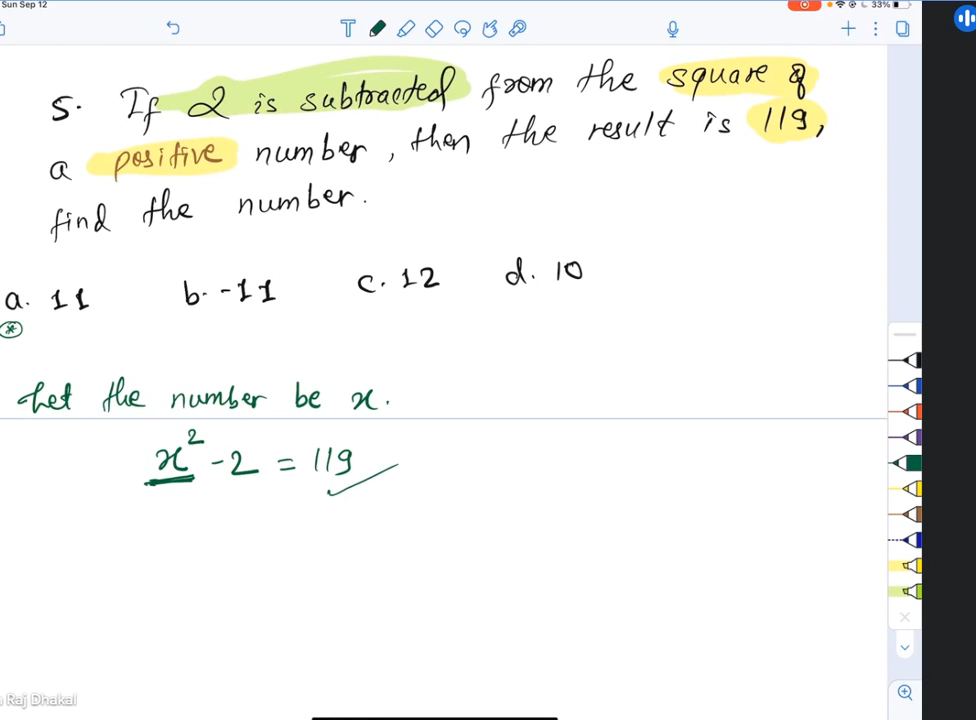 Sun Sep 12
33%
5. If 2 is subtracted from the square of
a positive number, then the result is 119,
find the number.
a. 11 b. -11 c. 12 d. 10
Let the number be x.
x² - 2 = 119
Raj Dhakal